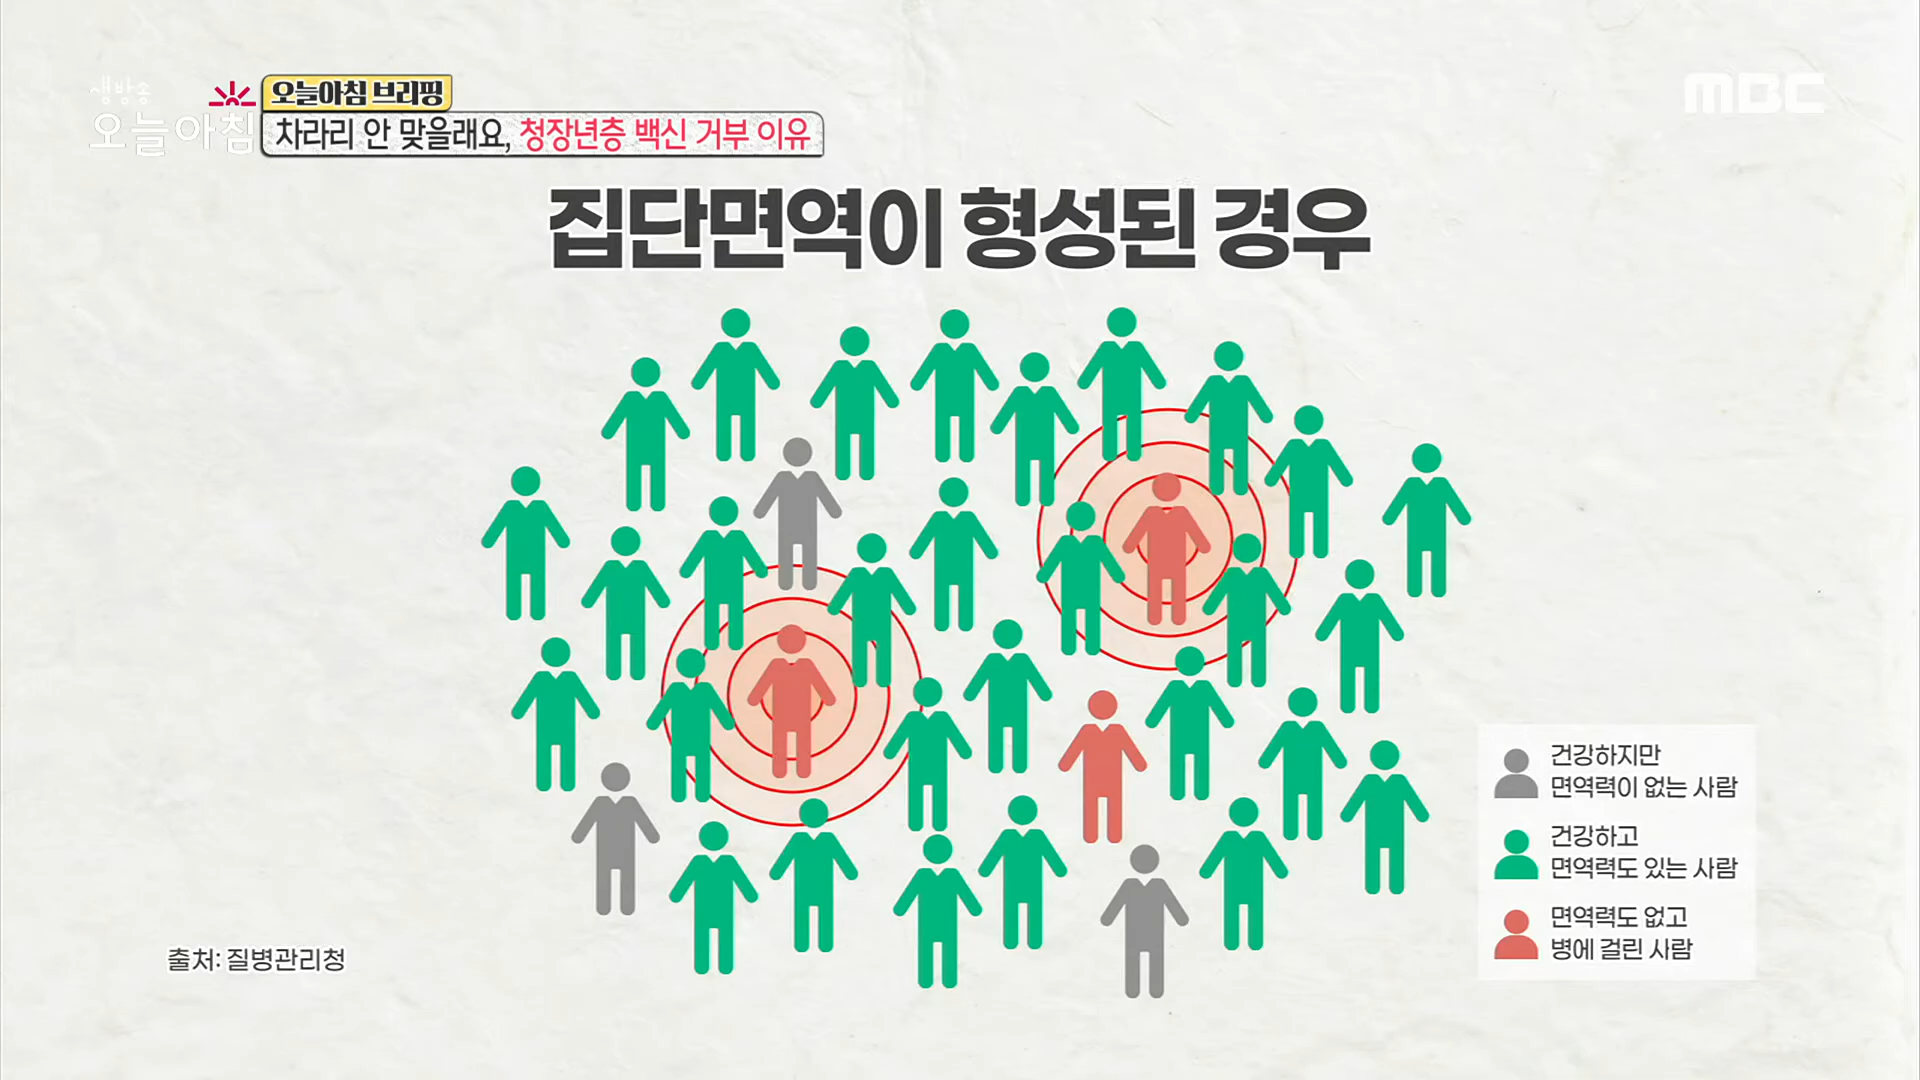 생방송
오늘아침
오늘아침 브리핑
차라리 안 맞을래요, 청장년층 백신 거부 이유
MBC
집단면역이 형성된 경우
건강하지만
면역력이 없는 사람
건강하고
면역력도 있는 사람
면역력도 없고
병에 걸린 사람
출처: 질병관리청